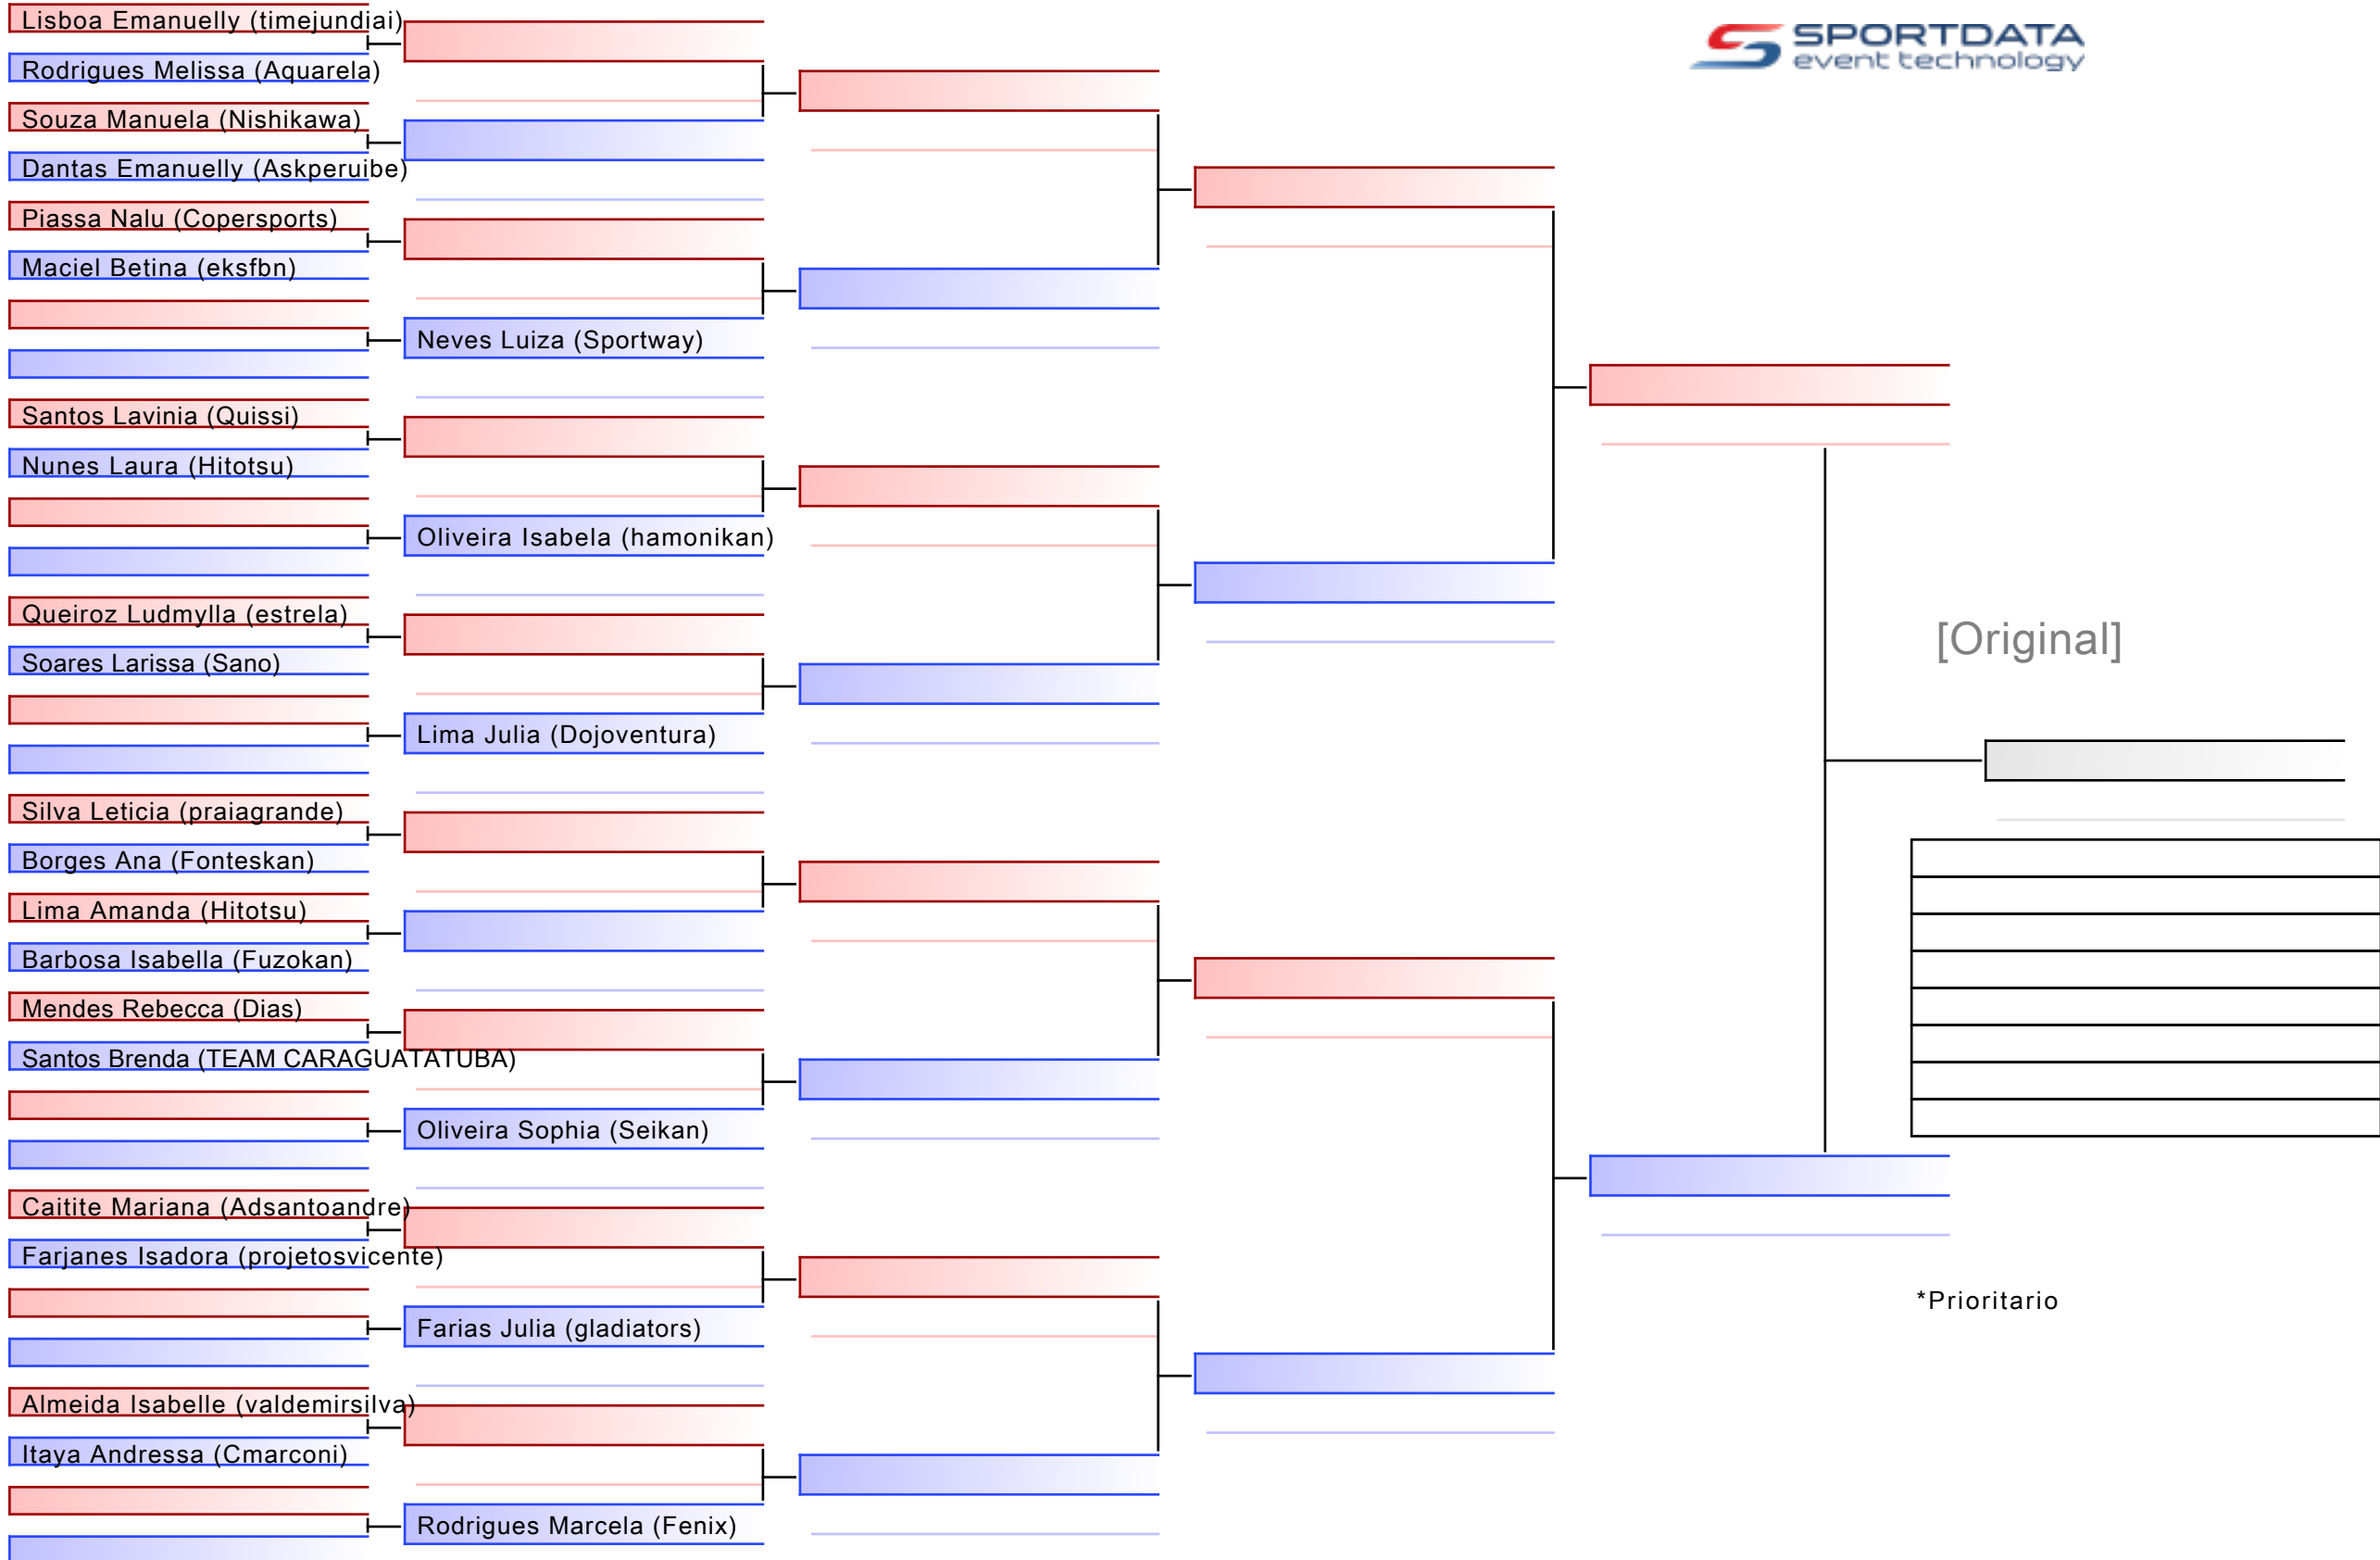 Lisboa Emanuelly (timejundiai)
Rodrigues Melissa (Aquarela)
Souza Manuela (Nishikawa)
Dantas Emanuelly (Askperuibe)
Piassa Nalu (Copersports)
Maciel Betina (eksfbn)
Santos Lavinia (Quissi)
Nunes Laura (Hitotsu)
Queiroz Ludmylla (estrela)
Soares Larissa (Sano)
Silva Leticia (praiagrande)
Borges Ana (Fonteskan)
Lima Amanda (Hitotsu)
Barbosa Isabella (Fuzokan)
Mendes Rebecca (Dias)
Santos Brenda (TEAM CARAGUATATUBA)
Caitite Mariana (Adsantoandre)
Farjanes Isadora (projetosvicente)
Almeida Isabelle (valdemirsilva)
Itaya Andressa (Cmarconi)
Neves Luiza (Sportway)
Oliveira Isabela (hamonikan)
Lima Julia (Dojoventura)
Oliveira Sophia (Seikan)
Farias Julia (gladiators)
Rodrigues Marcela (Fenix)
SPORTDATA
event technology
[Original]
*Prioritario